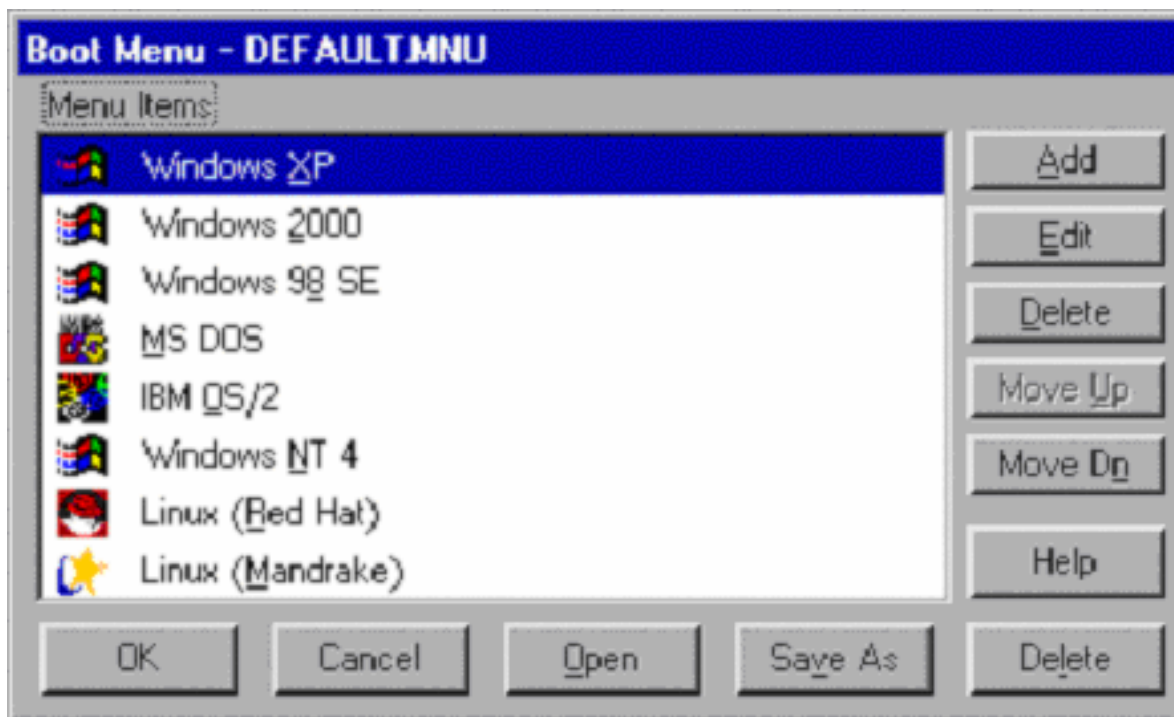 Boot Menu - DEFAULT.MNU
Menu Items
Windows XP
Windows 2000
Windows 98 SE
MS DOS
IBM OS/2
Windows NT 4
Linux (Red Hat)
Linux (Mandrake)
Add
Edit
Delete
Move Up
Move Dn
Help
OK Cancel Open Save As Delete